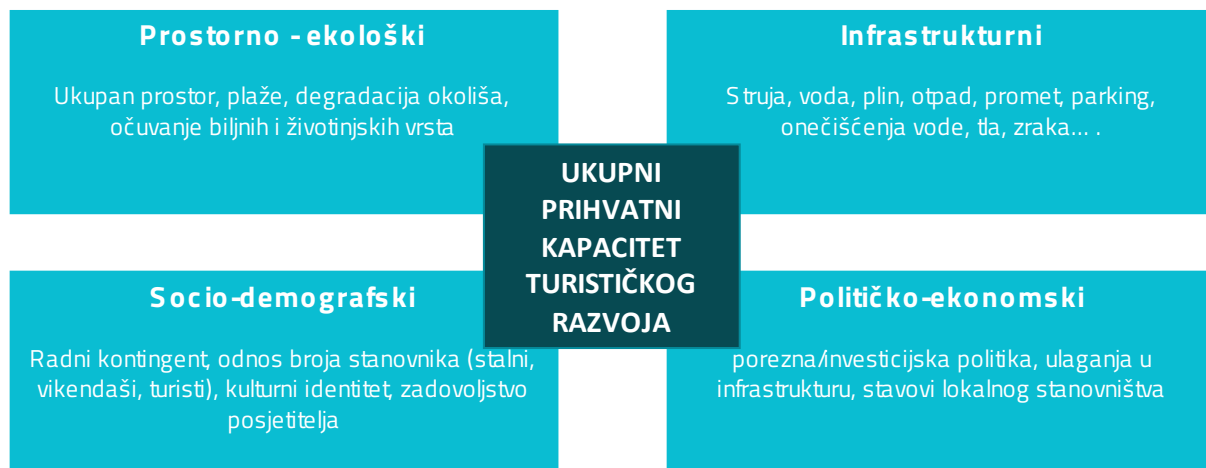 Prostorno - ekološki
Ukupan prostor, plaže, degradacija okoliša,
očuvanje biljnih i životinjskih vrsta
Infrastrukturni
Struja, voda, plin, otpad, promet, parking,
onečišćenja vode, tla, zraka... .
UKUPNI
PRIHVATNI
KAPACITET
TURISTIČKOG
RAZVOJA
Socio-demografski
Radni kontingent, odnos broja stanovnika (stalni,
vikendaši, turisti), kulturni identitet, zadovoljstvo
posjetitelja
Političko-ekonomski
porezna/investicijska politika, ulaganja u
infrastrukturu, stavovi lokalnog stanovništva